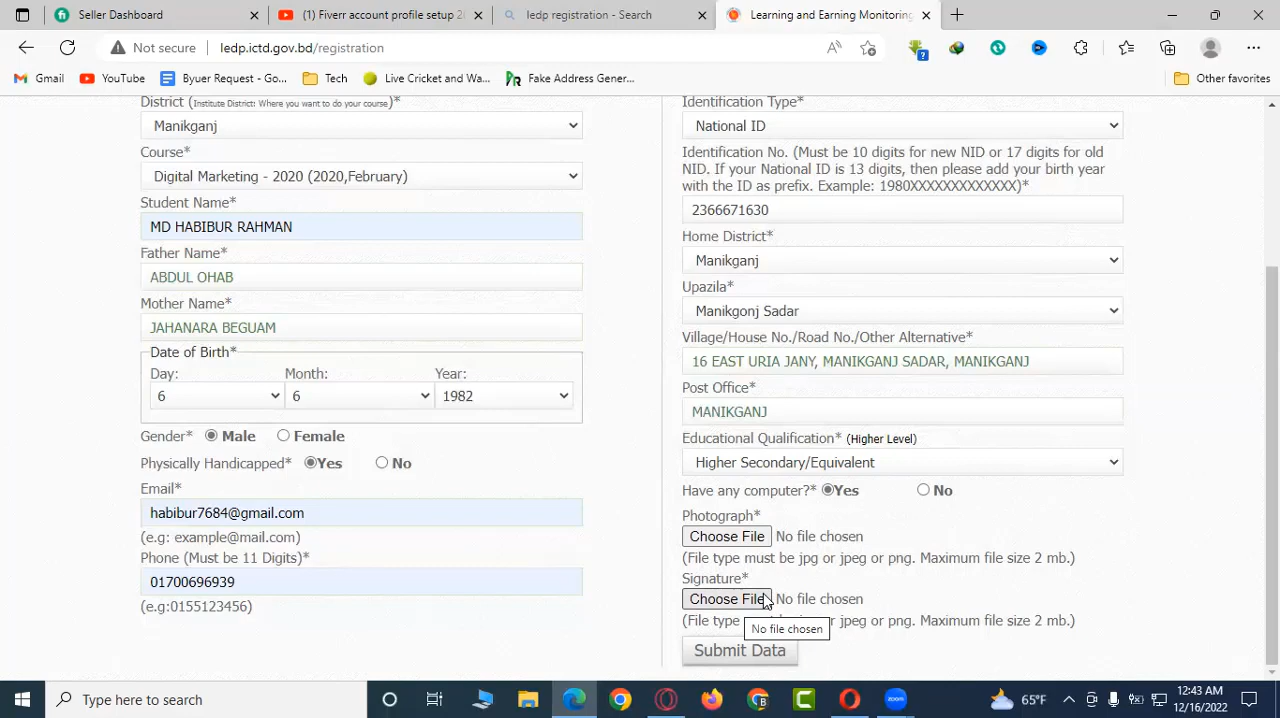 Seller Dashboard
(1) Fiverr account profile setup 20
ledp registration - Search
Learning and Earning Monitoring
Not secure
ledp.ictd.gov.bd/registration
Gmail
YouTube
Byuer Request - Go...
Tech
Live Cricket and Wa...
Fake Address Gener...
Other favorites
District (Institute District: Where you want to do your course)*
Manikganj
Course*
Digital Marketing - 2020 (2020,February)
Student Name*
MD HABIBUR RAHMAN
Father Name*
ABDUL OHAB
Mother Name*
JAHANARA BEGUAM
Date of Birth*
Day: Month: Year:
6 6 1982
Gender* Male Female
Physically Handicapped* Yes No
Email*
habibur7684@gmail.com
(e.g: example@mail.com)
Phone (Must be 11 Digits)*
01700696939
(e.g:0155123456)
Identification Type*
National ID
Identification No. (Must be 10 digits for new NID or 17 digits for old
NID. If your National ID is 13 digits, then please add your birth year
with the ID as prefix. Example: 1980XXXXXXXXXXXXX)*
2366671630
Home District*
Manikganj
Upazila*
Manikgonj Sadar
Village/House No./Road No./Other Alternative*
16 EAST URIA JANY, MANIKGANJ SADAR, MANIKGANJ
Post Office*
MANIKGANJ
Educational Qualification* (Higher Level)
Higher Secondary/Equivalent
Have any computer?* Yes No
Photograph*
Choose File No file chosen
(File type must be jpg or jpeg or png. Maximum file size 2 mb.)
Signature*
Choose File No file chosen
(File type or jpeg or png. Maximum file size 2 mb.)
No file chosen
Submit Data
Type here to search
65°F
12:43 AM
12/16/2022